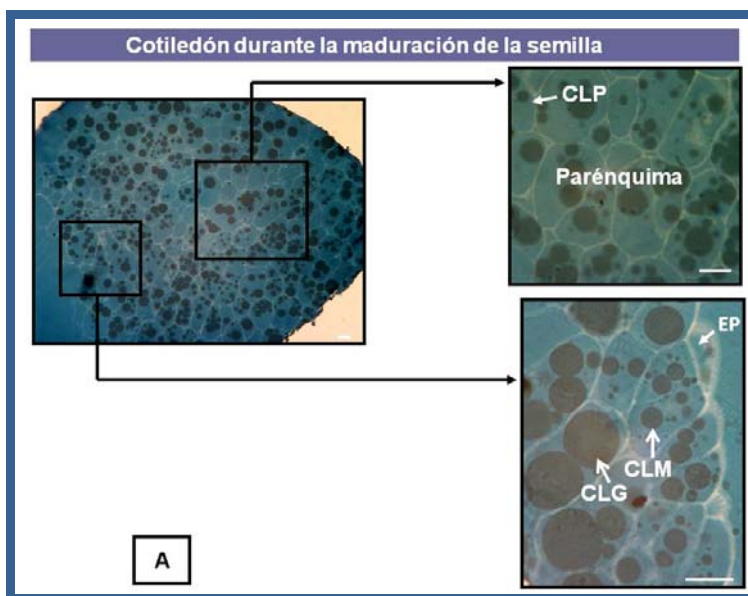 Cotiledón durante la maduración de la semilla
CLP
Parénquima
EP
CLM
CLG
A